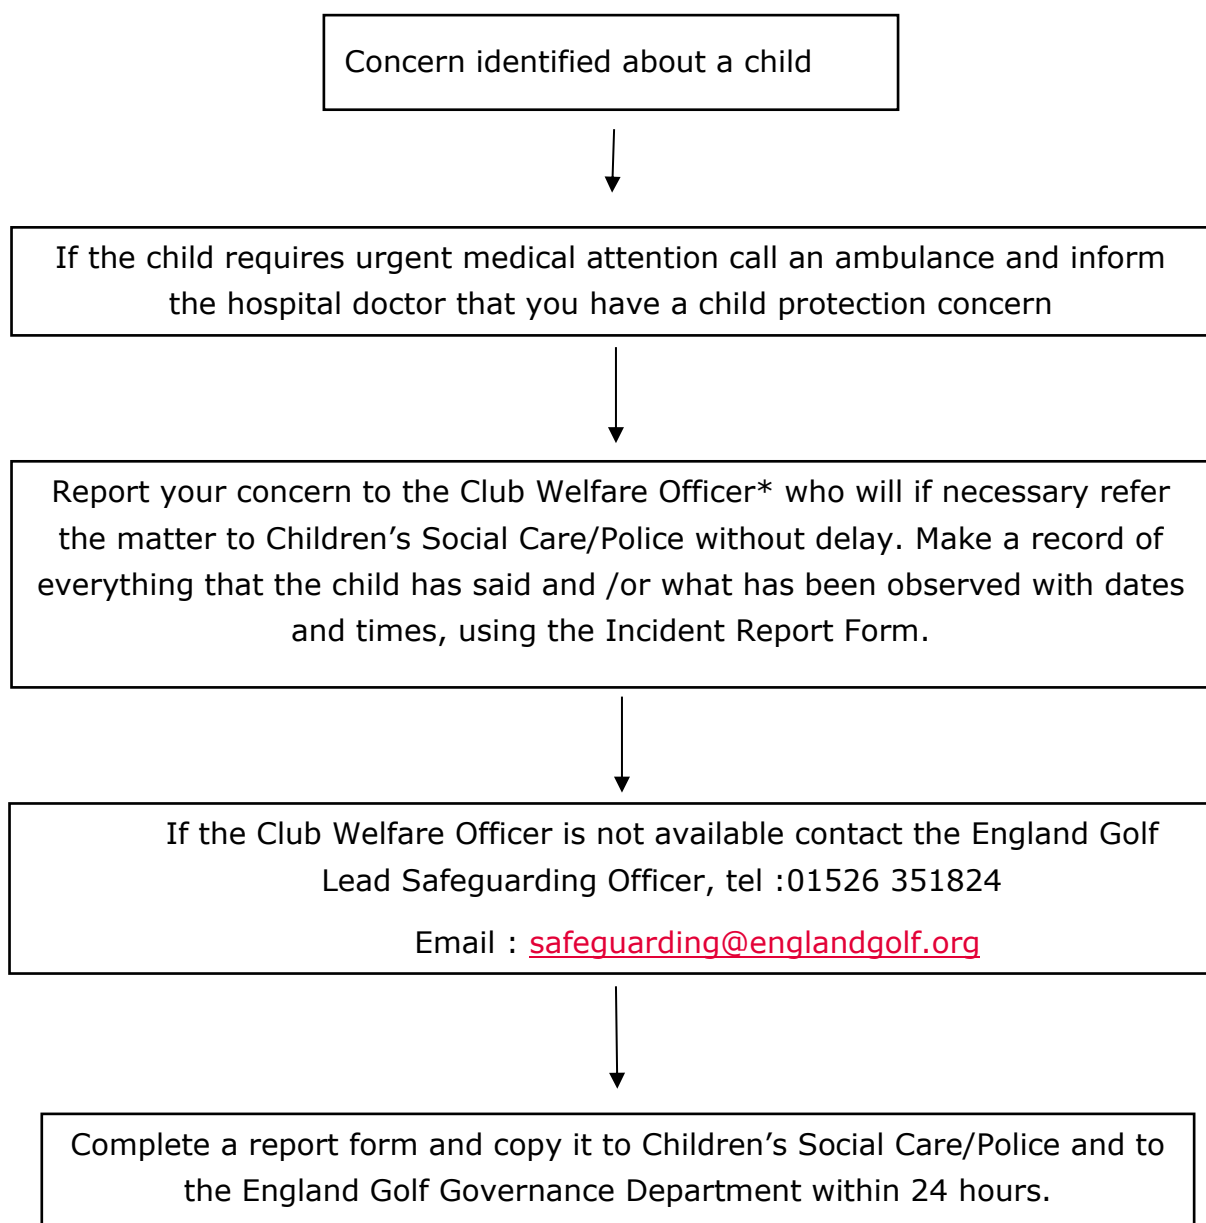 Concern identified about a child
If the child requires urgent medical attention call an ambulance and inform
the hospital doctor that you have a child protection concern
Report your concern to the Club Welfare Officer* who will if necessary refer
the matter to Children’s Social Care/Police without delay. Make a record of
everything that the child has said and /or what has been observed with dates
and times, using the Incident Report Form.
If the Club Welfare Officer is not available contact the England Golf
Lead Safeguarding Officer, tel :01526 351824
Email : safeguarding@englandgolf.org
Complete a report form and copy it to Children’s Social Care/Police and to
the England Golf Governance Department within 24 hours.